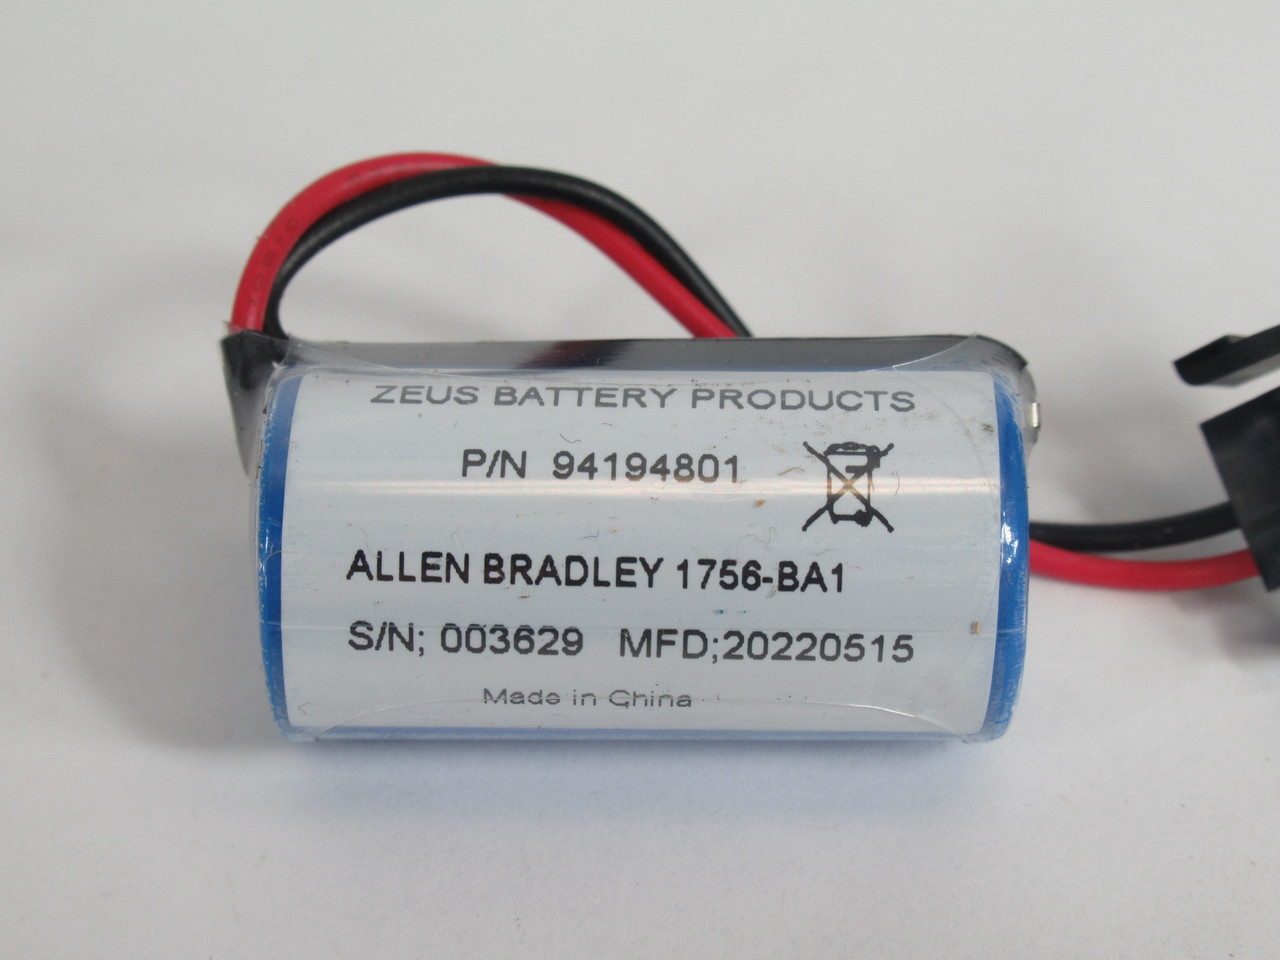 ZEUS BATTERY PRODUCTS
P/N 94194801
ALLEN BRADLEY 1756-BA1
S/N; 003629 MFD;20220515
Made in China